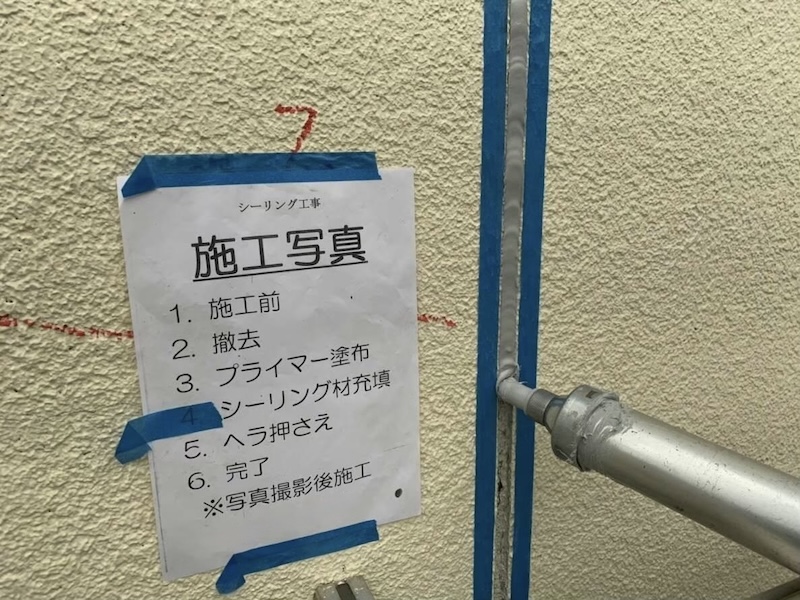 シーリング工事
施工写真
1. 施工前
2. 撤去
3. プライマー塗布
4. シーリング材充填
5. ヘラ押さえ
6. 完了
※写真撮影後施工